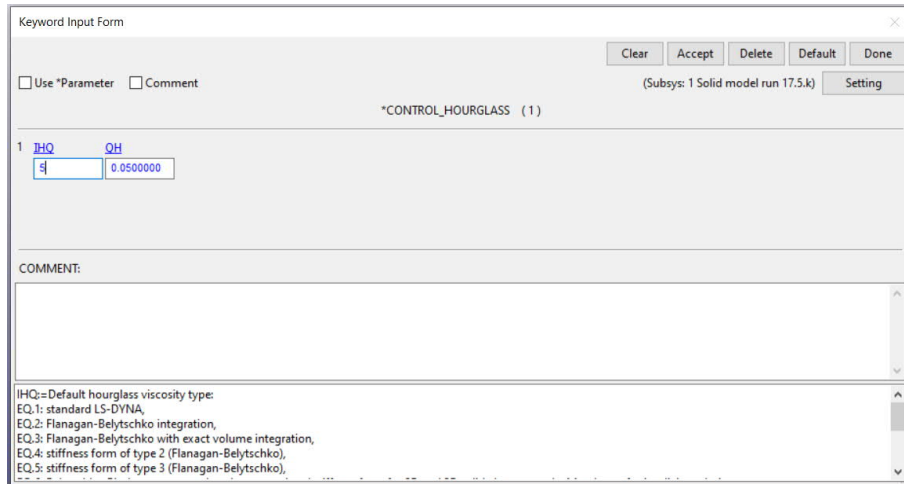 Keyword Input Form
Clear Accept Delete Default Done
Use *Parameter Comment (Subsys: 1 Solid model run 17.5.k) Setting
*CONTROL_HOURGLASS (1)
1 IHQ QH
5 0.0500000
COMMENT:
IHQ:=Default hourglass viscosity type:
EQ.1: standard LS-DYNA,
EQ.2: Flanagan-Belytschko integration,
EQ.3: Flanagan-Belytschko with exact volume integration,
EQ.4: stiffness form of type 2 (Flanagan-Belytschko),
EQ.5: stiffness form of type 3 (Flanagan-Belytschko),